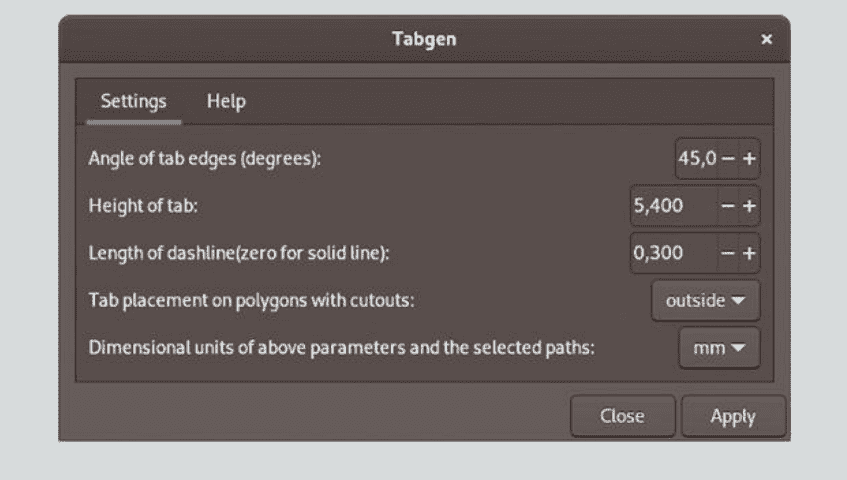 Tabgen ×
Settings Help
Angle of tab edges (degrees): 45,0 − +
Height of tab: 5,400 − +
Length of dashline(zero for solid line): 0,300 − +
Tab placement on polygons with cutouts: outside
Dimensional units of above parameters and the selected paths: mm
Close Apply